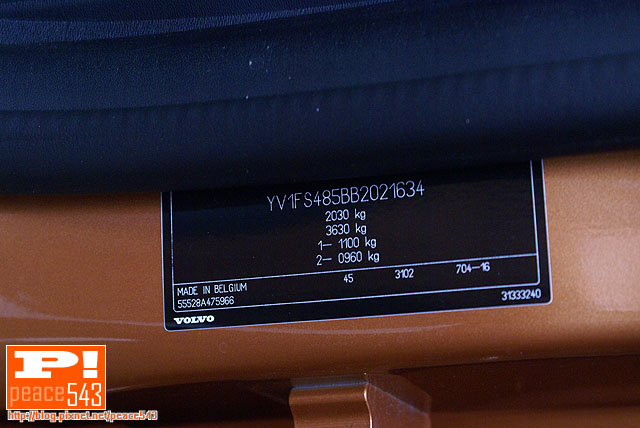 YV1FS485BB2021634
2030 kg
3630 kg
1- 1100 kg
2- 0960 kg
45 3102 704-16
MADE IN BELGIUM
55528A475966
31333240
VOLVO
P!
peace543
http://blog.pixnet.net/peace543